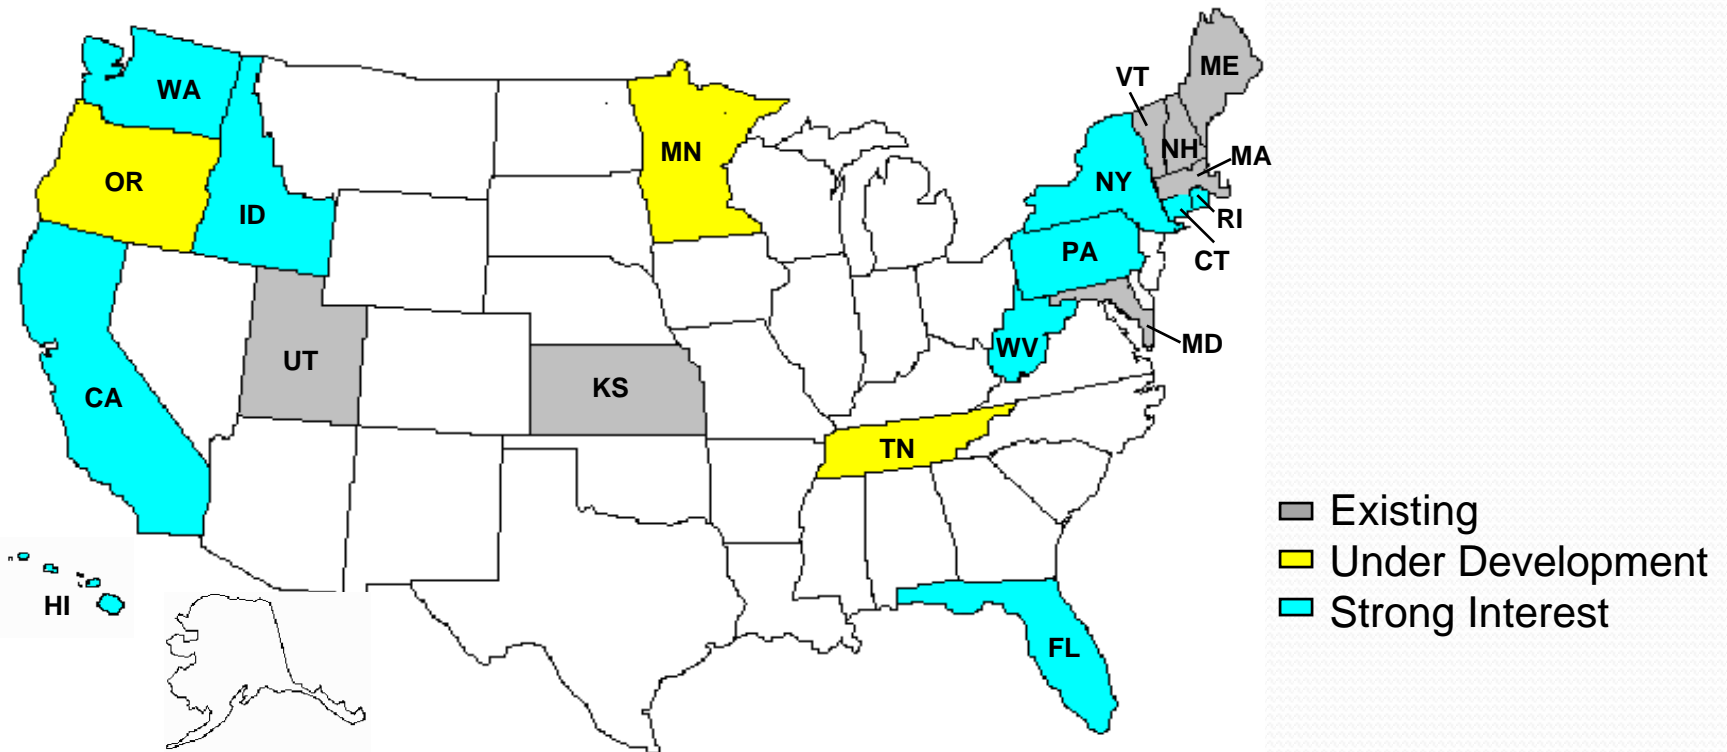 ME
VT
WA
NH
MN
MA
OR
NY
ID
RI
PA
CT
WV
MD
UT
KS
CA
TN
HI
FL
Existing
Under Development
Strong Interest